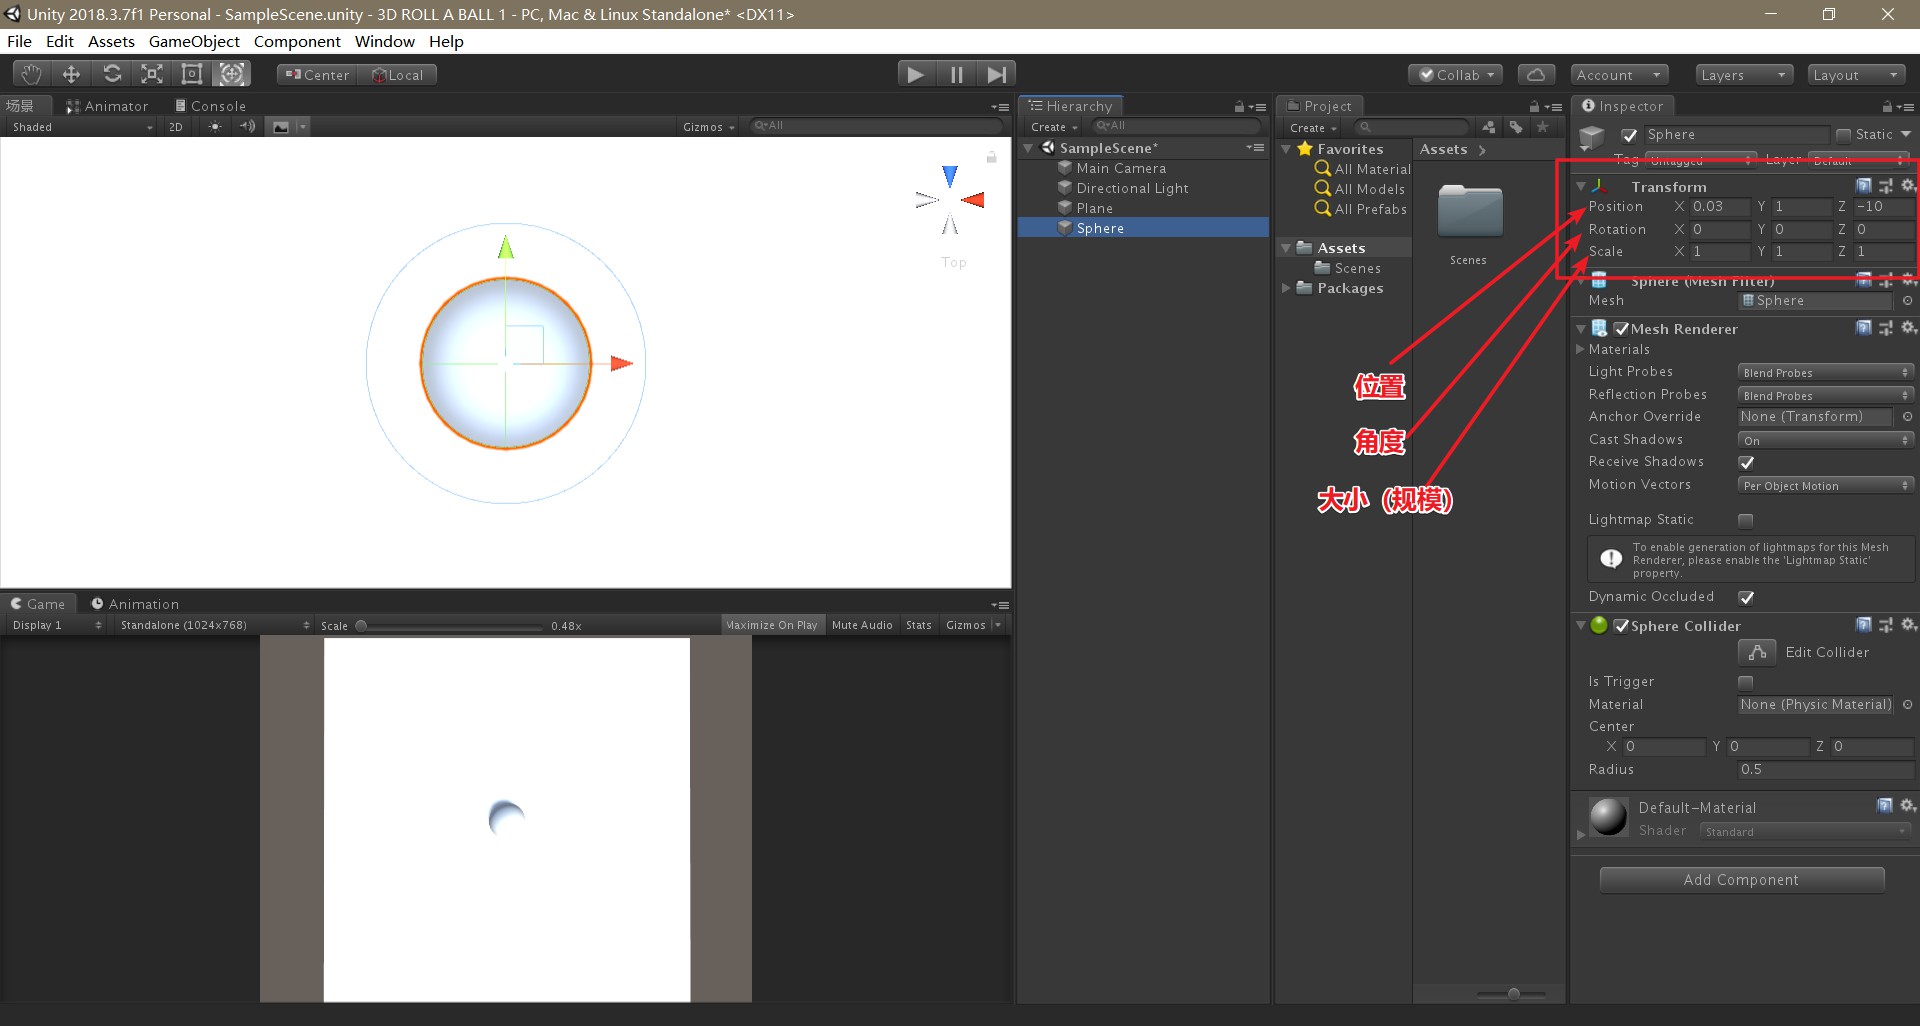 Unity 2018.3.7f1 Personal - SampleScene.unity - 3D ROLL A BALL 1 - PC, Mac & Linux Standalone* <DX11>
File Edit Assets GameObject Component Window Help
Center Local Collab Account Layers Layout
场景 Animator Console
Shaded 2D Gizmos All
Top
Hierarchy
Create All
SampleScene*
Main Camera
Directional Light
Plane
Sphere
Project
Create
Favorites
All Material
All Models
All Prefabs
Assets
Scenes
Packages
Assets
Scenes
位置
角度
大小（规模）
Inspector
Sphere Static
Tag Untagged Layer Default
Transform
Position X 0.03 Y 1 Z -10
Rotation X 0 Y 0 Z 0
Scale X 1 Y 1 Z 1
Sphere (Mesh Filter)
Mesh Sphere
Mesh Renderer
Materials
Light Probes Blend Probes
Reflection Probes Blend Probes
Anchor Override None (Transform)
Cast Shadows On
Receive Shadows
Motion Vectors Per Object Motion
Lightmap Static
To enable generation of lightmaps for this Mesh
Renderer, please enable the 'Lightmap Static'
property.
Dynamic Occluded
Sphere Collider
Edit Collider
Is Trigger
Material None (Physic Material)
Center
X 0 Y 0 Z 0
Radius 0.5
Default-Material
Shader Standard
Add Component
Game Animation
Display 1 Standalone (1024x768) Scale 0.48x Maximize On Play Mute Audio Stats Gizmos